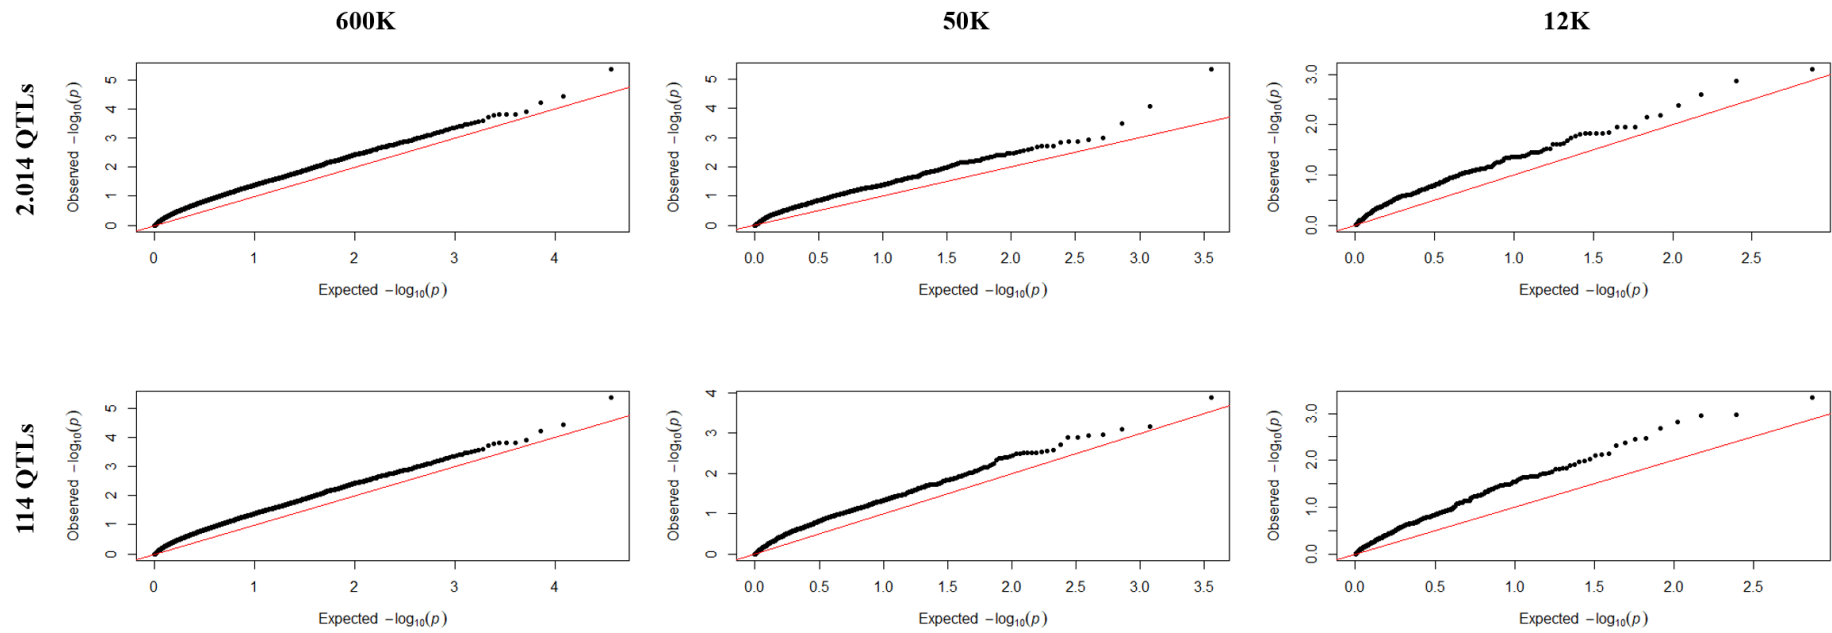 600K 50K 12K
2.014 QTLs
Observed −log10(p)
0 1 2 3 4 5
0 1 2 3 4
Expected −log10(p)
Observed −log10(p)
0 1 2 3 4 5
0.0 0.5 1.0 1.5 2.0 2.5 3.0 3.5
Expected −log10(p)
Observed −log10(p)
0.0 1.0 2.0 3.0
0.0 0.5 1.0 1.5 2.0 2.5
Expected −log10(p)
114 QTLs
Observed −log10(p)
0 1 2 3 4 5
0 1 2 3 4
Expected −log10(p)
Observed −log10(p)
0 1 2 3 4
0.0 0.5 1.0 1.5 2.0 2.5 3.0 3.5
Expected −log10(p)
Observed −log10(p)
0.0 1.0 2.0 3.0
0.0 0.5 1.0 1.5 2.0 2.5
Expected −log10(p)